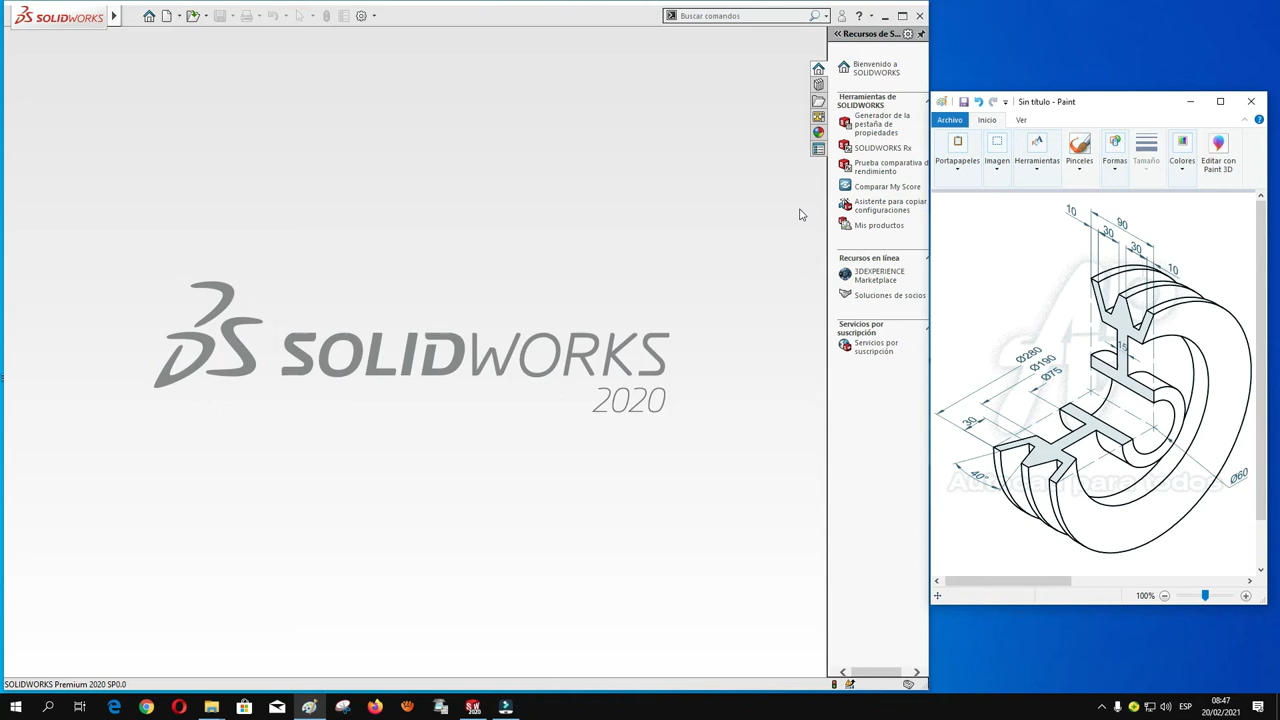 SOLIDWORKS
Buscar comandos
Recursos de S...
Bienvenido a
SOLIDWORKS
Herramientas de
SOLIDWORKS
Generador de la
pestaña de
propiedades
SOLIDWORKS Rx
Prueba comparativa d
rendimiento
Comparar My Score
Asistente para copiar
configuraciones
Mis productos
Recursos en línea
3DEXPERIENCE
Marketplace
Soluciones de socios
Servicios por
suscripción
Servicios por
suscripción
SOLIDWORKS
2020
SOLIDWORKS Premium 2020 SP0.0
Sin título - Paint
Archivo
Inicio
Ver
Portapapeles
Imagen
Herramientas
Pinceles
Formas
Tamaño
Colores
Editar con
Paint 3D
10
90
30
30
10
15
Ø280
Ø190
Ø75
30
40°
Ø60
100%
ESP
08:47
20/02/2021